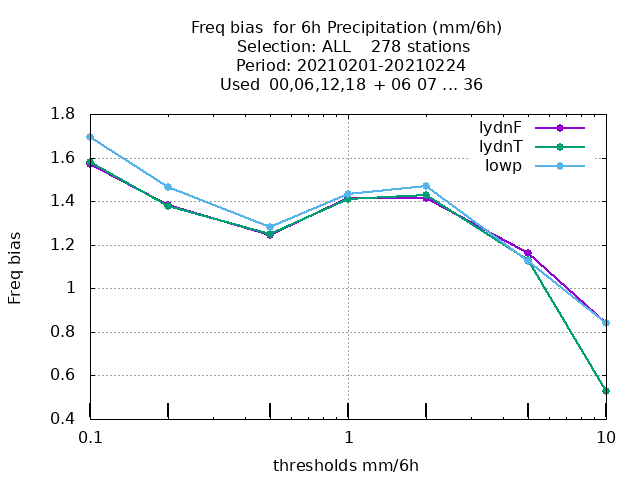 Freq bias for 6h Precipitation (mm/6h)
Selection: ALL 278 stations
Period: 20210201-20210224
Used 00,06,12,18 + 06 07 ... 36
lydnF
lydnT
lowp
Freq bias
1.8
1.6
1.4
1.2
1
0.8
0.6
0.4
0.1 1 10
thresholds mm/6h